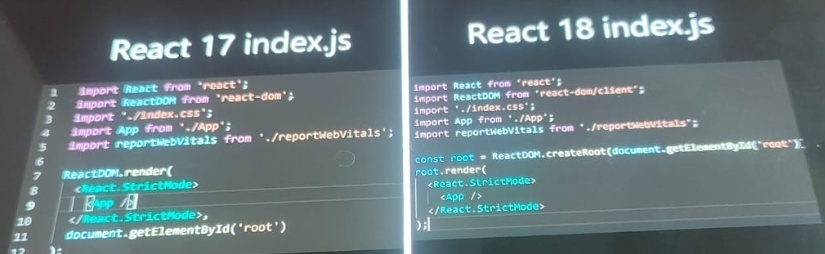 React 17 index.js
1 import React from 'react';
2 import ReactDOM from 'react-dom';
3 import './index.css';
4 import App from './App';
5 import reportWebVitals from './reportWebVitals';
6
7 ReactDOM.render(
8 <React.StrictMode>
9 <App />
10 </React.StrictMode>,
11 document.getElementById('root')
12 );
React 18 index.js
import React from 'react';
import ReactDOM from 'react-dom/client';
import './index.css';
import App from './App';
import reportWebVitals from './reportWebVitals';
const root = ReactDOM.createRoot(document.getElementById('root'));
root.render(
<React.StrictMode>
<App />
</React.StrictMode>
);